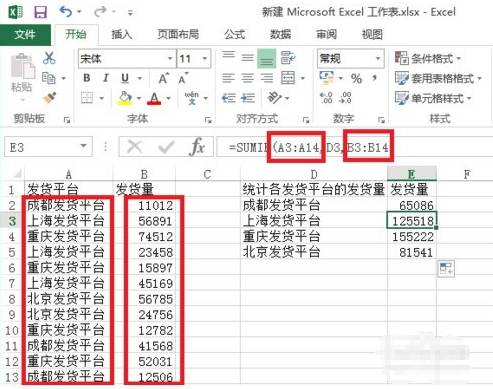 新建 Microsoft Excel 工作表.xlsx - Excel
文件 开始 插入 页面布局 公式 数据 审阅 视图
粘贴 宋体 11 常规 条件格式
B I U A A % 套用表格格式
wén 单元格样式
剪贴板 字体 对齐方式 数字 样式
E3 fx =SUMIF(A3:A14,D3,B3:B14
A B C D E F
1 发货平台 发货量 统计各发货平台的发货量 发货量
2 成都发货平台 11012 成都发货平台 65086
3 上海发货平台 56891 上海发货平台 125518
4 重庆发货平台 74512 重庆发货平台 155222
5 上海发货平台 23458 北京发货平台 81541
6 重庆发货平台 15897
7 上海发货平台 45169
8 北京发货平台 56785
9 北京发货平台 24756
10 重庆发货平台 12782
11 成都发货平台 41568
12 重庆发货平台 52031
13 成都发货平台 12506